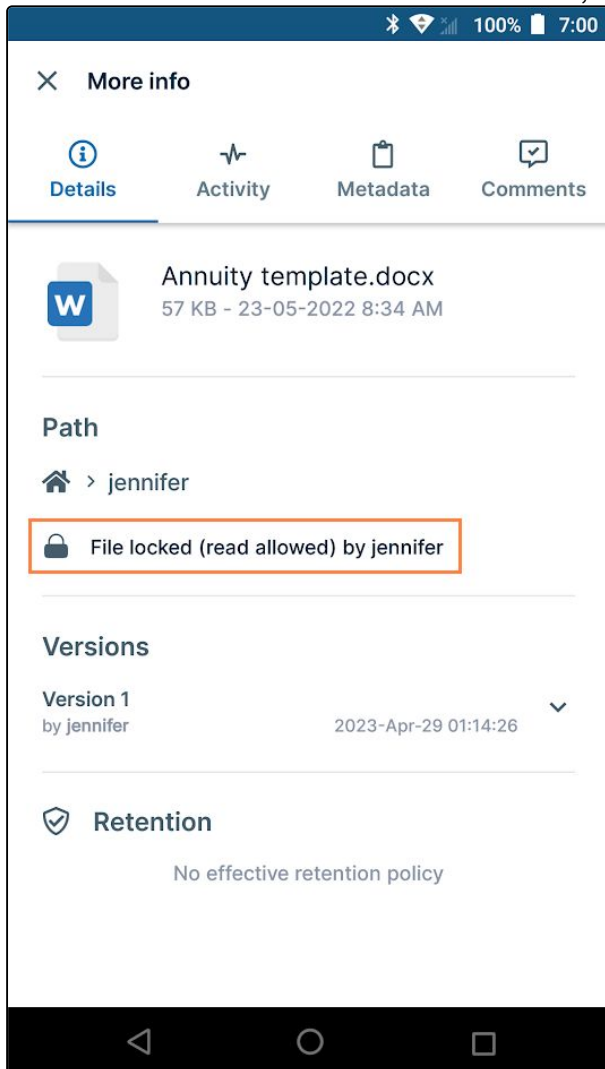 100% 7:00
More info
Details Activity Metadata Comments
W
Annuity template.docx
57 KB - 23-05-2022 8:34 AM
Path
> jennifer
File locked (read allowed) by jennifer
Versions
Version 1
by jennifer 2023-Apr-29 01:14:26
Retention
No effective retention policy